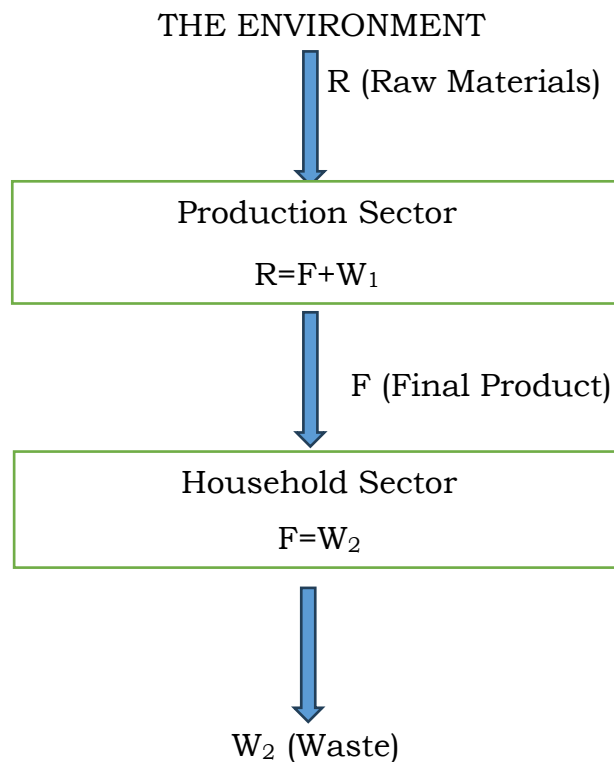 THE ENVIRONMENT
R (Raw Materials)
Production Sector
R=F+W₁
F (Final Product)
Household Sector
F=W₂
W₂ (Waste)